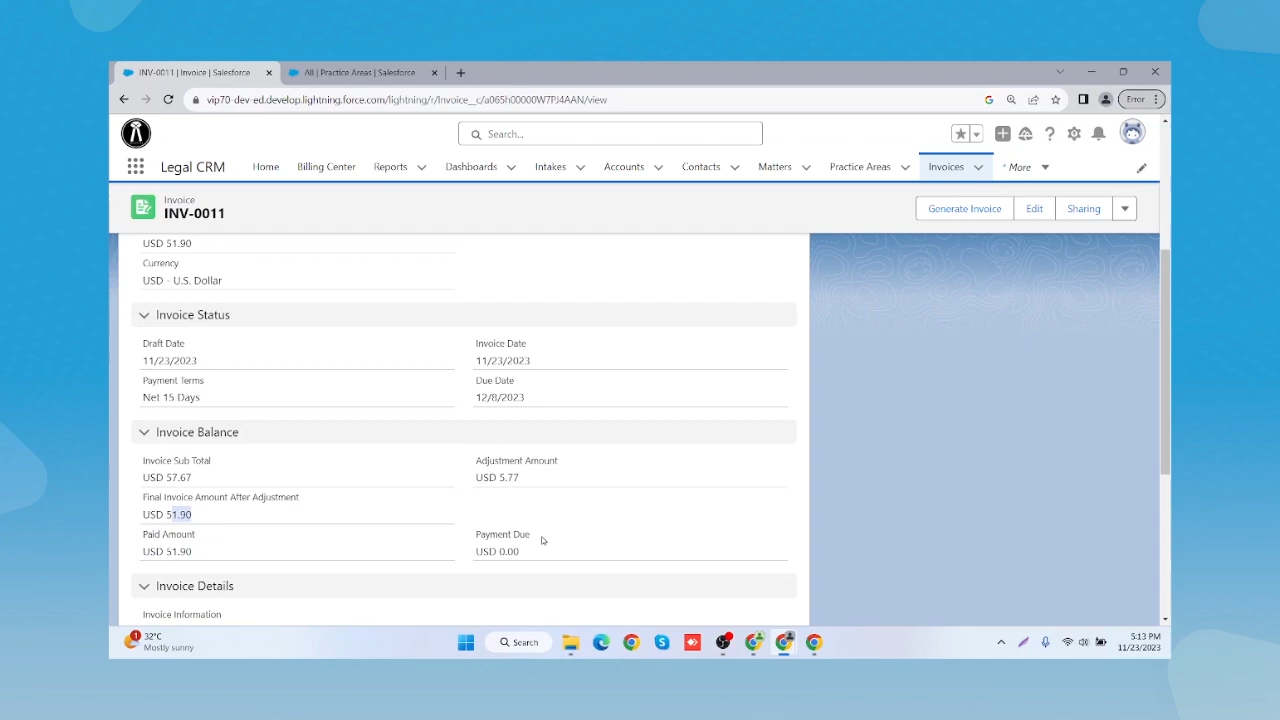 INV-0011 | Invoice | Salesforce
All | Practice Areas | Salesforce
vip70-dev-ed.develop.lightning.force.com/lightning/r/Invoice__c/a065h00000W7PJ4AAN/view
Error
Search...
Legal CRM Home Billing Center Reports Dashboards Intakes Accounts Contacts Matters Practice Areas Invoices * More
Invoice
INV-0011
Generate Invoice Edit Sharing
USD 51.90
Currency
USD - U.S. Dollar
Invoice Status
Draft Date Invoice Date
11/23/2023 11/23/2023
Payment Terms Due Date
Net 15 Days 12/8/2023
Invoice Balance
Invoice Sub Total Adjustment Amount
USD 57.67 USD 5.77
Final Invoice Amount After Adjustment
USD 51.90
Paid Amount Payment Due
USD 51.90 USD 0.00
Invoice Details
Invoice Information
1 32°C
Mostly sunny
Search
5:13 PM
11/23/2023